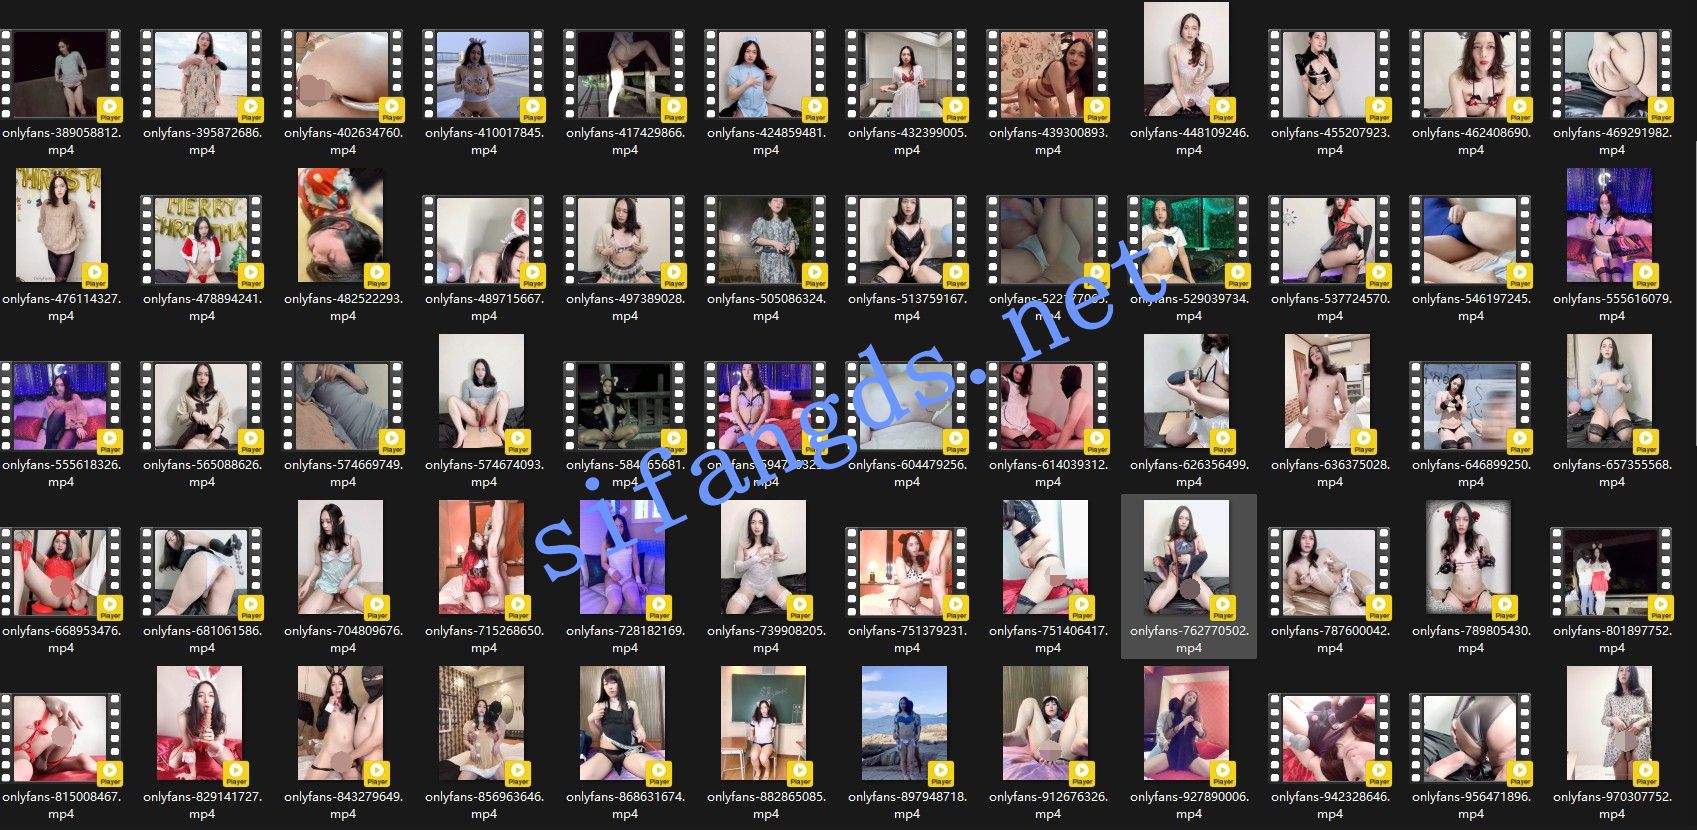 onlyfans-389058812.mp4
onlyfans-395872686.mp4
onlyfans-402634760.mp4
onlyfans-410017845.mp4
onlyfans-417429866.mp4
onlyfans-424859481.mp4
onlyfans-432399005.mp4
onlyfans-439300893.mp4
onlyfans-448109246.mp4
onlyfans-455207923.mp4
onlyfans-462408690.mp4
onlyfans-469291982.mp4
onlyfans-476114327.mp4
onlyfans-478894241.mp4
onlyfans-482522293.mp4
onlyfans-489715667.mp4
onlyfans-497389028.mp4
onlyfans-505086324.mp4
onlyfans-513759167.mp4
onlyfans-529039734.mp4
onlyfans-537724570.mp4
onlyfans-546197245.mp4
onlyfans-555616079.mp4
onlyfans-555618326.mp4
onlyfans-565088626.mp4
onlyfans-574669749.mp4
onlyfans-574674093.mp4
onlyfans-604479256.mp4
onlyfans-614039312.mp4
onlyfans-626356499.mp4
onlyfans-636375028.mp4
onlyfans-646899250.mp4
onlyfans-657355568.mp4
sifangds.net
onlyfans-668953476.mp4
onlyfans-681061586.mp4
onlyfans-704809676.mp4
onlyfans-715268650.mp4
onlyfans-728182169.mp4
onlyfans-739908205.mp4
onlyfans-751379231.mp4
onlyfans-751406417.mp4
onlyfans-762770502.mp4
onlyfans-787600042.mp4
onlyfans-789805430.mp4
onlyfans-801897752.mp4
onlyfans-815008467.mp4
onlyfans-829141727.mp4
onlyfans-843279649.mp4
onlyfans-856963646.mp4
onlyfans-868631674.mp4
onlyfans-882865085.mp4
onlyfans-897948718.mp4
onlyfans-912676326.mp4
onlyfans-927890006.mp4
onlyfans-942328646.mp4
onlyfans-956471896.mp4
onlyfans-970307752.mp4